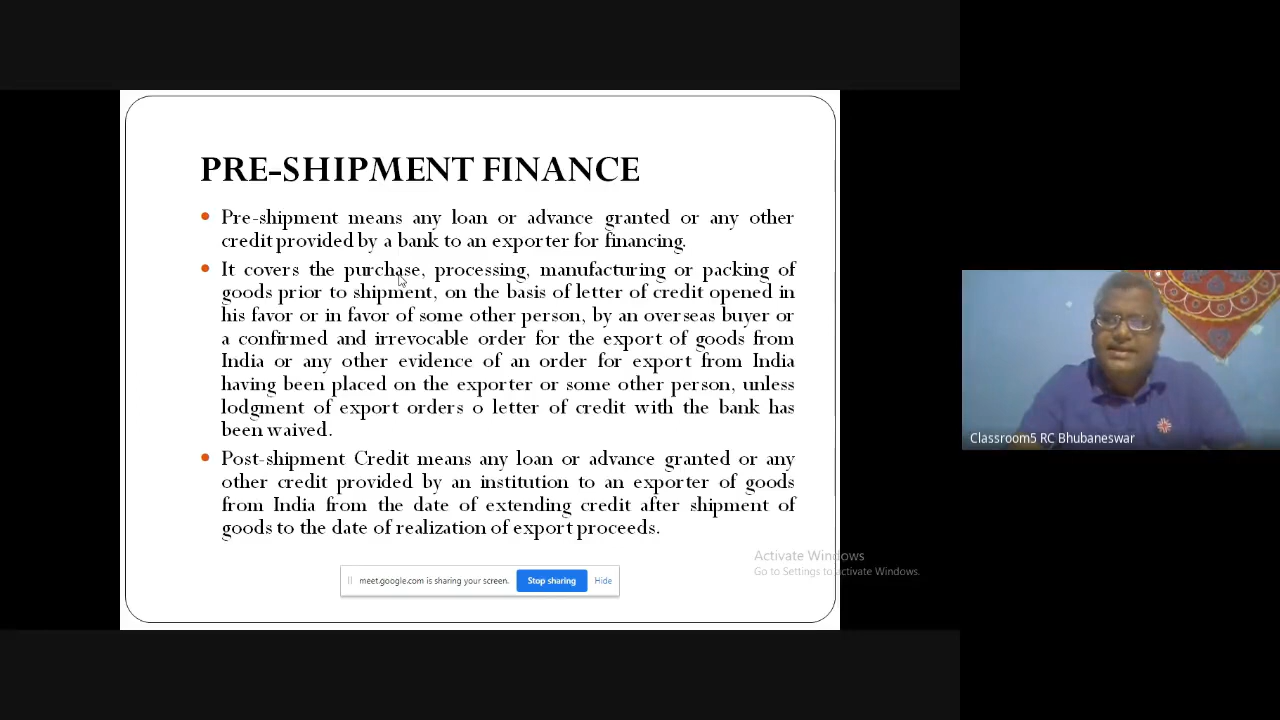 PRE-SHIPMENT FINANCE
Pre-shipment means any loan or advance granted or any other
credit provided by a bank to an exporter for financing.
It covers the purchase, processing, manufacturing or packing of
goods prior to shipment, on the basis of letter of credit opened in
his favor or in favor of some other person, by an overseas buyer or
a confirmed and irrevocable order for the export of goods from
India or any other evidence of an order for export from India
having been placed on the exporter or some other person, unless
lodgment of export orders o letter of credit with the bank has
been waived.
Post-shipment Credit means any loan or advance granted or any
other credit provided by an institution to an exporter of goods
from India from the date of extending credit after shipment of
goods to the date of realization of export proceeds.
meet.google.com is sharing your screen. Stop sharing Hide
Activate Windows
Go to Settings to activate Windows.
Classroom5 RC Bhubaneswar